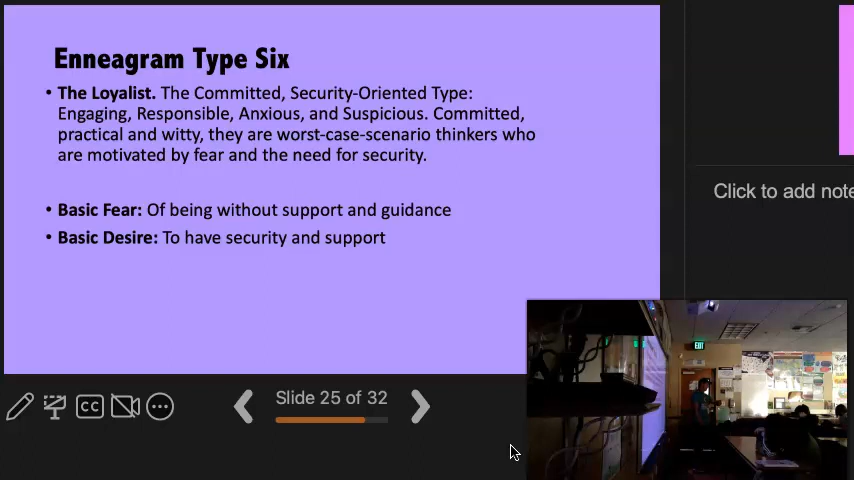 Enneagram Type Six
• The Loyalist. The Committed, Security-Oriented Type:
Engaging, Responsible, Anxious, and Suspicious. Committed,
practical and witty, they are worst-case-scenario thinkers who
are motivated by fear and the need for security.
• Basic Fear: Of being without support and guidance
• Basic Desire: To have security and support
Click to add note
Slide 25 of 32
CC
EXIT